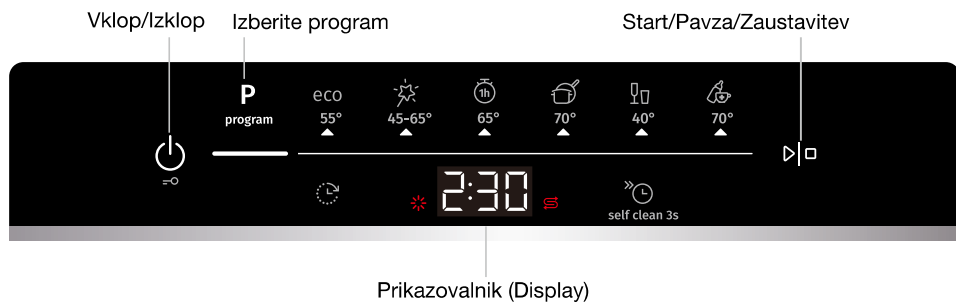 Vklop/Izklop Izberite program Start/Pavza/Zaustavitev
P
program
eco
1h
55° 45-65° 65° 70° 40° 70°
2:30
self clean 3s
Prikazovalnik (Display)